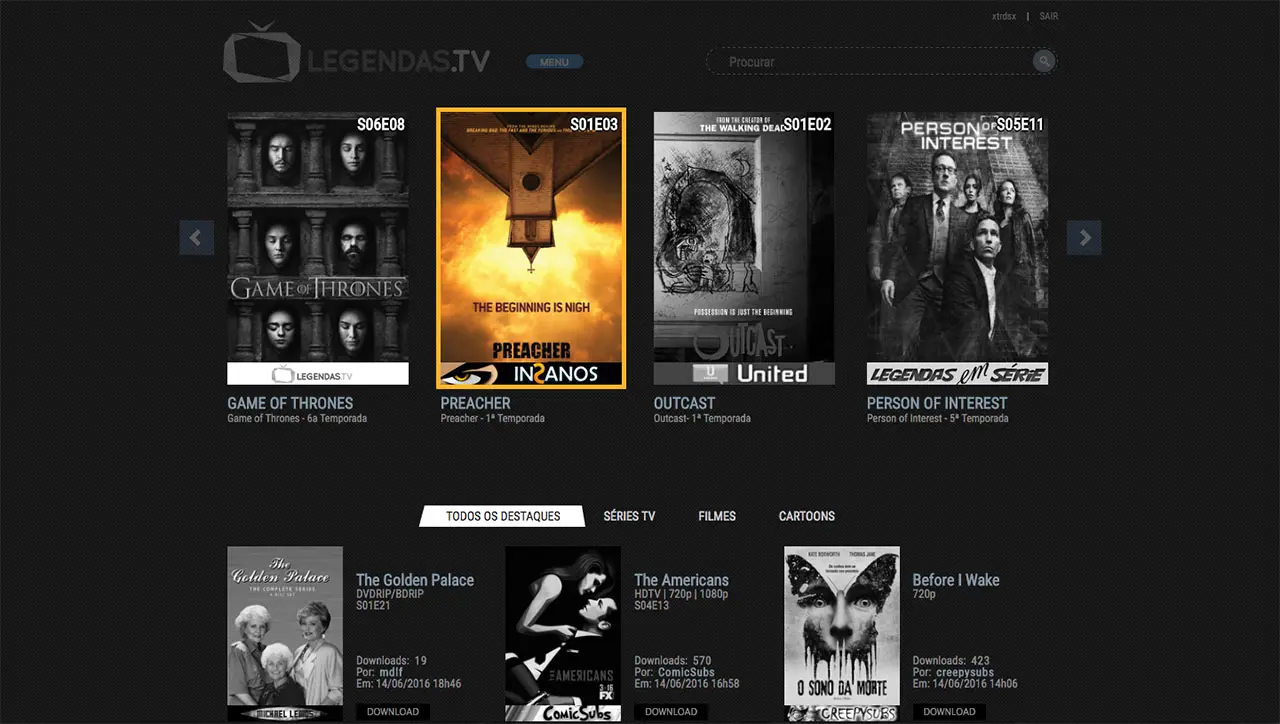 xtrdsx | SAIR
LEGENDAS.TV
MENU
Procurar
S06E08
GAME OF THRONES
LEGENDAS.TV
GAME OF THRONES
Game of Thrones - 6a Temporada
S01E03
THE BEGINNING IS NIGH
PREACHER
INSANOS
PREACHER
Preacher - 1ª Temporada
FROM THE CREATOR OF
THE WALKING DEAD
S01E02
POSSESSION IS JUST THE BEGINNING
OUTCAST
United
OUTCAST
Outcast- 1ª Temporada
PERSON OF
INTEREST
S05E11
LEGENDAS em SÉRIE
PERSON OF INTEREST
Person of Interest - 5ª Temporada
TODOS OS DESTAQUES
SÉRIES TV
FILMES
CARTOONS
The
Golden Palace
THE COMPLETE SERIES
MICHAEL LEWIS
The Golden Palace
DVDRIP/BDRIP
S01E21
Downloads: 19
Por: mdlf
Em: 14/06/2016 18h46
DOWNLOAD
THE AMERICANS
FX
ComicSubs
The Americans
HDTV | 720p | 1080p
S04E13
Downloads: 570
Por: ComicSubs
Em: 14/06/2016 16h58
DOWNLOAD
KATE BOSWORTH THOMAS JANE
O SONO DA MORTE
CREEPYSUBS
Before I Wake
720p
Downloads: 423
Por: creepysubs
Em: 14/06/2016 14h06
DOWNLOAD